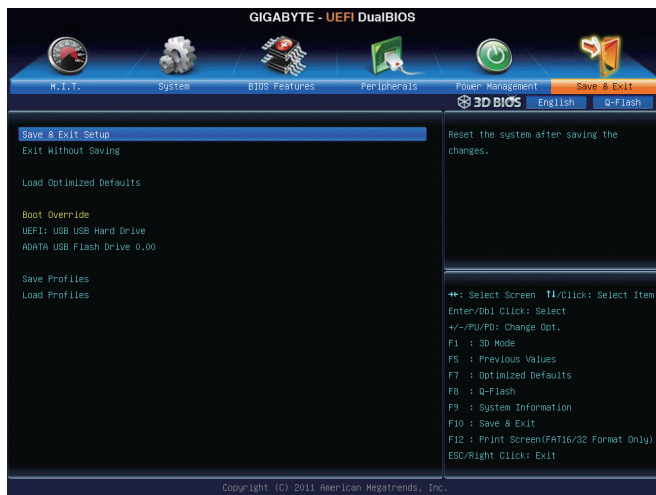 GIGABYTE - UEFI DualBIOS
M.I.T.
System
BIOS Features
Peripherals
Power Management
Save & Exit
3D BIOS
English
Q-Flash
Save & Exit Setup
Exit Without Saving
Load Optimized Defaults
Boot Override
UEFI: USB USB Hard Drive
ADATA USB Flash Drive 0.00
Save Profiles
Load Profiles
Reset the system after saving the
changes.
→←: Select Screen ↑↓/Click: Select Item
Enter/Dbl Click: Select
+/-/PU/PD: Change Opt.
F1 : 3D Mode
F5 : Previous Values
F7 : Optimized Defaults
F8 : Q-Flash
F9 : System Information
F10 : Save & Exit
F12 : Print Screen(FAT16/32 Format Only)
ESC/Right Click: Exit
Copyright (C) 2011 American Megatrends, Inc.